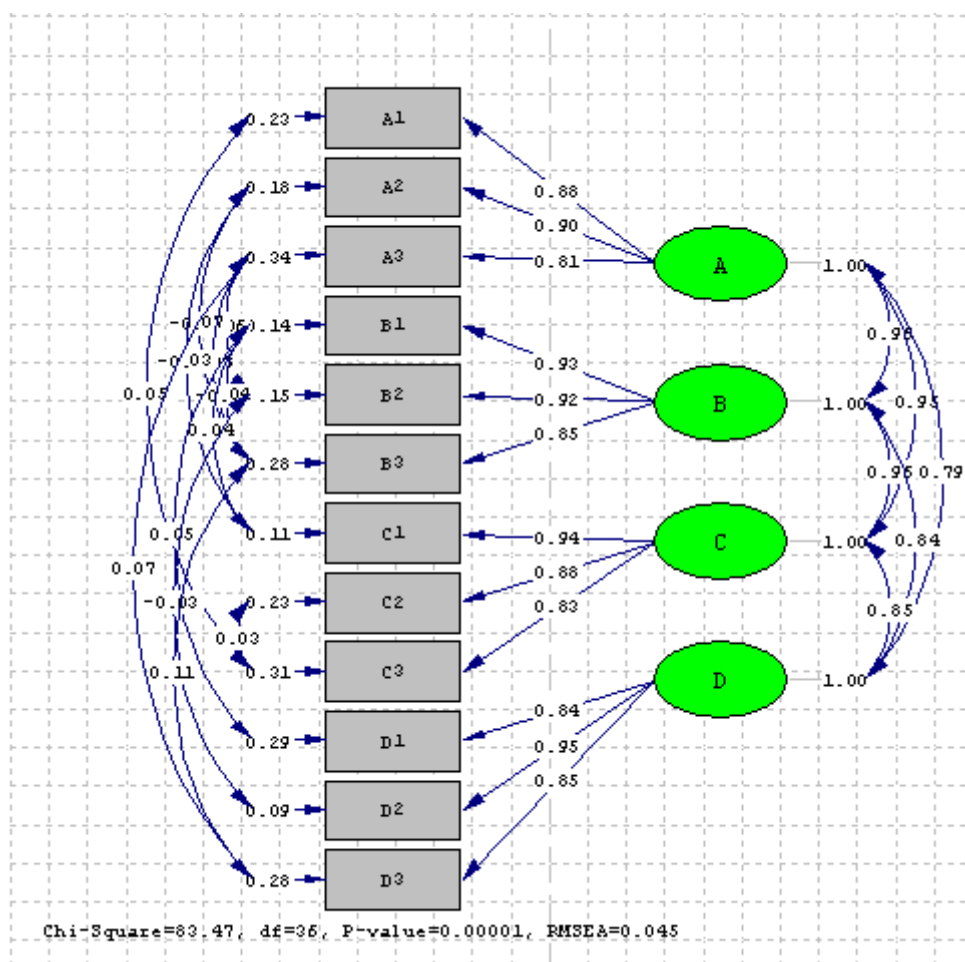 0.23 A1
0.88
0.18 A2
0.90
0.34 A3 0.81 A 1.00
-0.07 0.14 B1
-0.03 0.93
0.05 -0.04 .15 B2 0.92 B 1.00 0.95
0.04 0.85
0.28 B3 0.79
0.05 0.11 C1 0.94 C 1.00 0.84
0.07 0.88
-0.03 0.23 C2 0.83 0.85
0.03
0.11 0.31 C3 D 1.00
0.84
0.29 D1 0.95
0.85
0.09 D2
0.28 D3
Chi-Square=83.47, df=36, P-value=0.00001, RMSEA=0.045